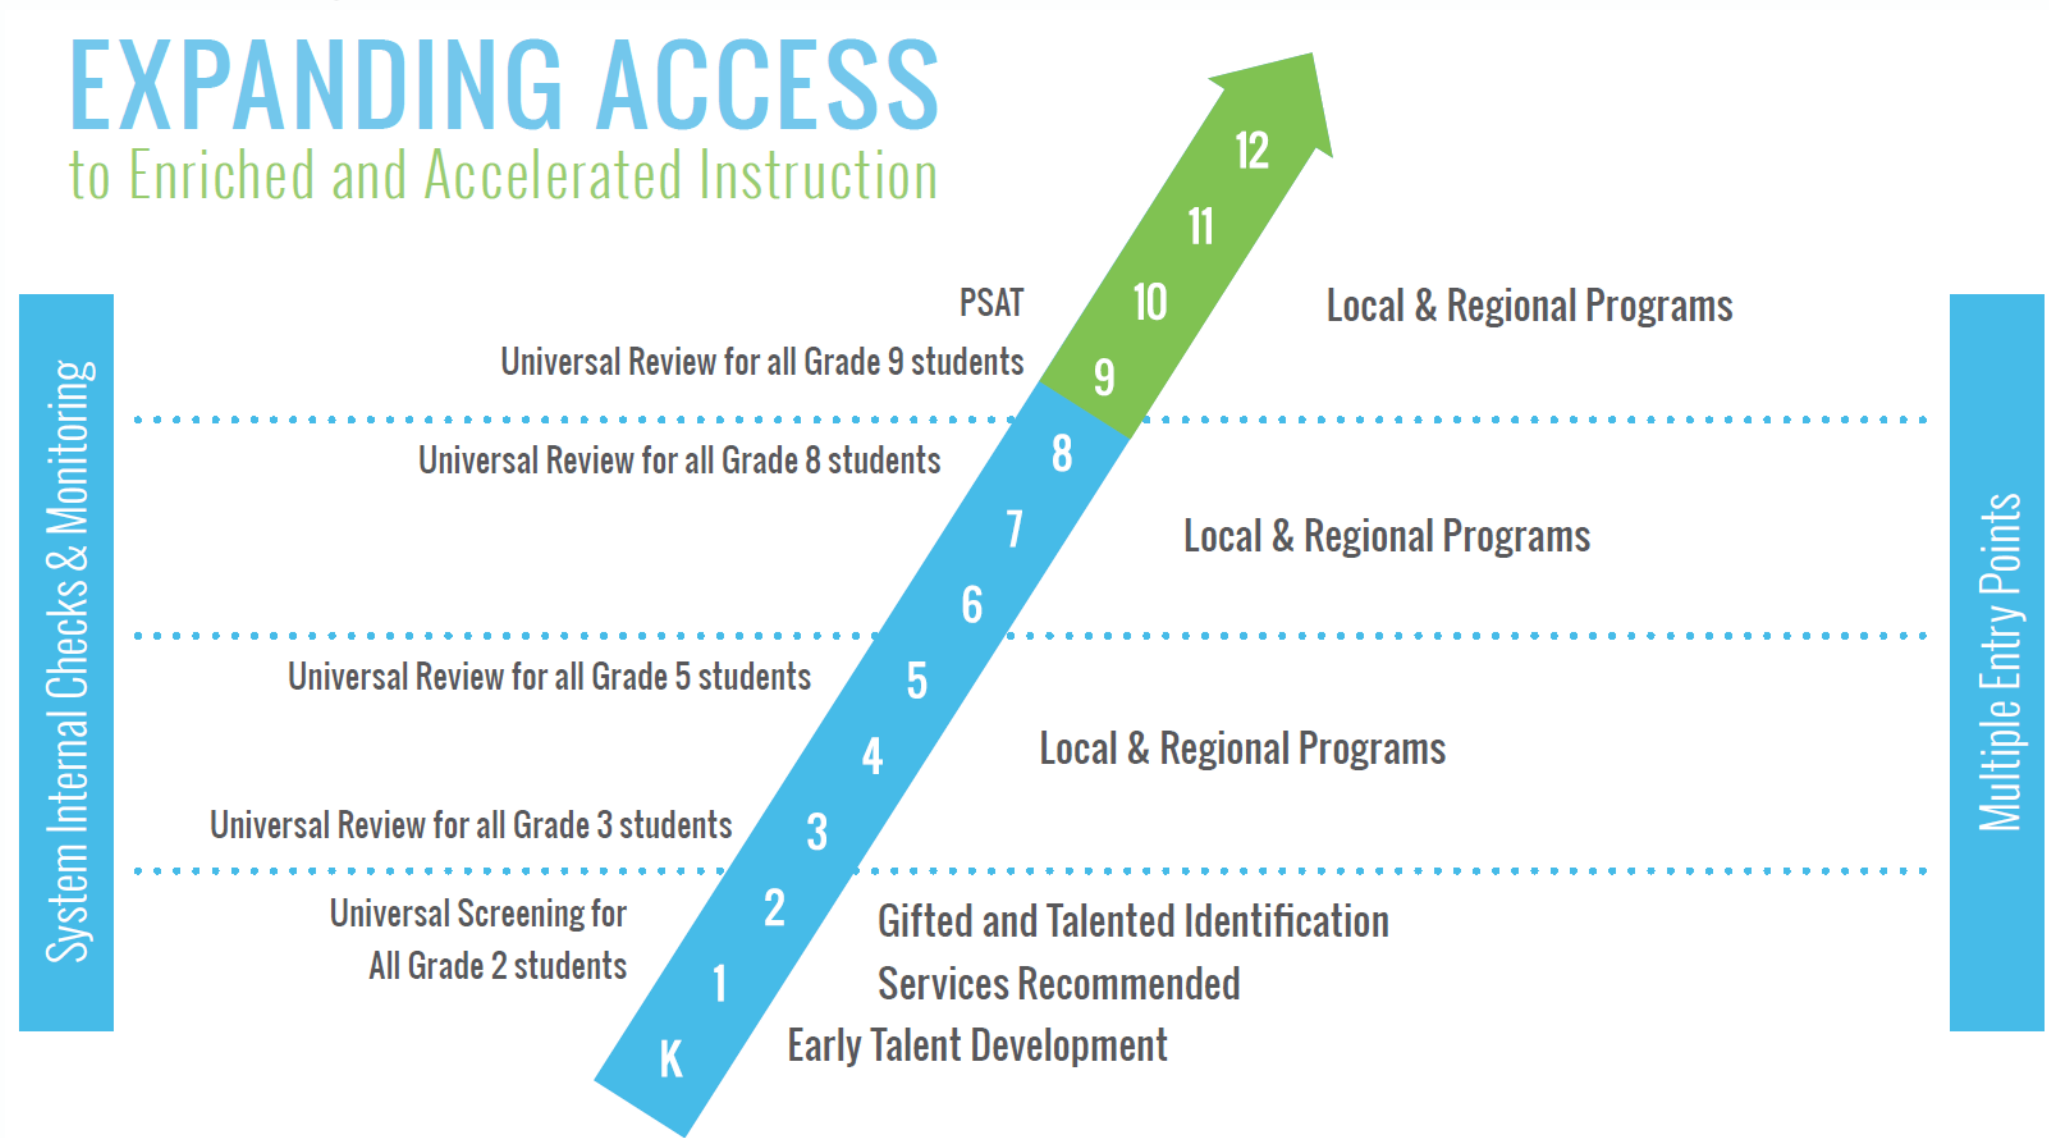 EXPANDING ACCESS
to Enriched and Accelerated Instruction
System Internal Checks & Monitoring
Multiple Entry Points
12
11
10
9
8
7
6
5
4
3
2
1
K
PSAT
Universal Review for all Grade 9 students
Local & Regional Programs
Universal Review for all Grade 8 students
Local & Regional Programs
Universal Review for all Grade 5 students
Local & Regional Programs
Universal Review for all Grade 3 students
Universal Screening for
All Grade 2 students
Gifted and Talented Identification
Services Recommended
Early Talent Development